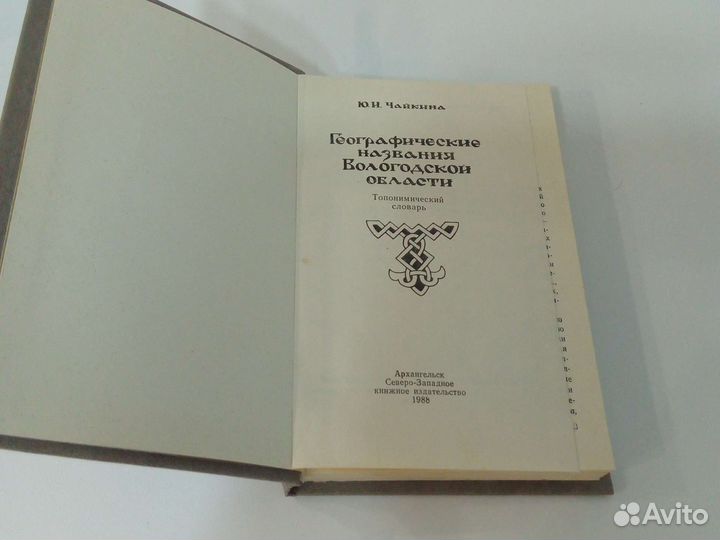 Ю.И. Чайкина
Географические
названия
Вологодской
области
Топонимический
словарь
Архангельск
Северо-Западное
книжное издательство
1988
Avito